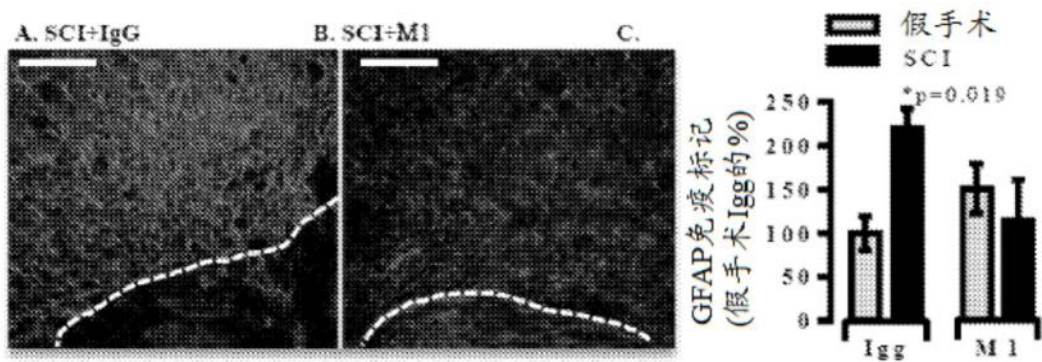 A. SCI+IgG
B. SCI+M1
C.
假手术
SCI
*p=0.019
GFAP免疫标记
(假手术Igg的%)
250
200
150
100
50
0
Igg
M1